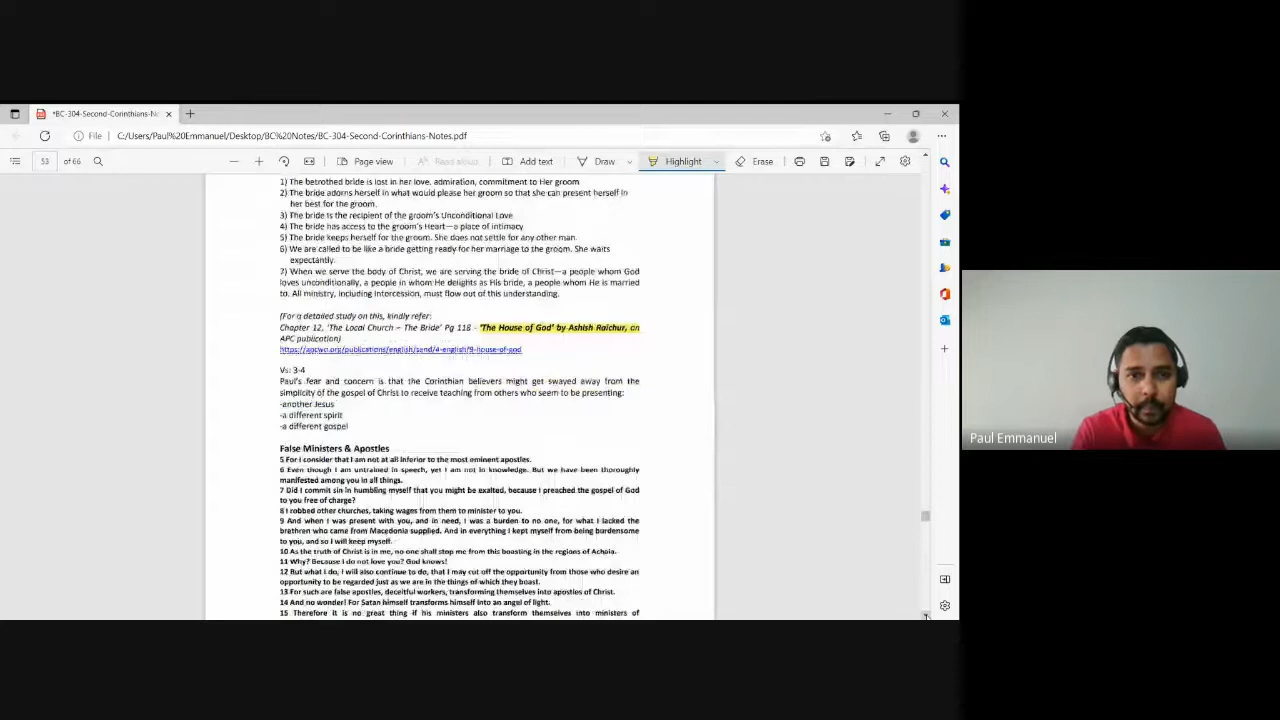 *BC-304-Second-Corinthians-No
File
C:/Users/Paul%20Emmanuel/Desktop/BC%20Notes/BC-304-Second-Corinthians-Notes.pdf
53 of 66
Page view
Read aloud
Add text
Draw
Highlight
Erase
1) The betrothed bride is lost in her love, admiration, commitment to Her groom
2) The bride adorns herself in what would please her groom so that she can present herself in
her best for the groom.
3) The bride is the recipient of the groom's Unconditional Love
4) The bride has access to the groom's Heart—a place of intimacy
5) The bride keeps herself for the groom. She does not settle for any other man.
6) We are called to be like a bride getting ready for her marriage to the groom. She waits
expectantly.
7) When we serve the body of Christ, we are serving the bride of Christ—a people whom God
loves unconditionally, a people in whom He delights as His bride, a people whom He is married
to. All ministry, including intercession, must flow out of this understanding.
(For a detailed study on this, kindly refer:
Chapter 12, 'The Local Church – The Bride' Pg 118 - 'The House of God' by Ashish Raichur, an
APC publication)
https://apcwo.org/publications/english/send/4-english/9-house-of-god
Vs: 3-4
Paul's fear and concern is that the Corinthian believers might get swayed away from the
simplicity of the gospel of Christ to receive teaching from others who seem to be presenting:
-another Jesus
-a different spirit
-a different gospel
False Ministers & Apostles
5 For I consider that I am not at all inferior to the most eminent apostles.
6 Even though I am untrained in speech, yet I am not in knowledge. But we have been thoroughly
manifested among you in all things.
7 Did I commit sin in humbling myself that you might be exalted, because I preached the gospel of God
to you free of charge?
8 I robbed other churches, taking wages from them to minister to you.
9 And when I was present with you, and in need, I was a burden to no one, for what I lacked the
brethren who came from Macedonia supplied. And in everything I kept myself from being burdensome
to you, and so I will keep myself.
10 As the truth of Christ is in me, no one shall stop me from this boasting in the regions of Achaia.
11 Why? Because I do not love you? God knows!
12 But what I do, I will also continue to do, that I may cut off the opportunity from those who desire an
opportunity to be regarded just as we are in the things of which they boast.
13 For such are false apostles, deceitful workers, transforming themselves into apostles of Christ.
14 And no wonder! For Satan himself transforms himself into an angel of light.
15 Therefore it is no great thing if his ministers also transform themselves into ministers of
Paul Emmanuel